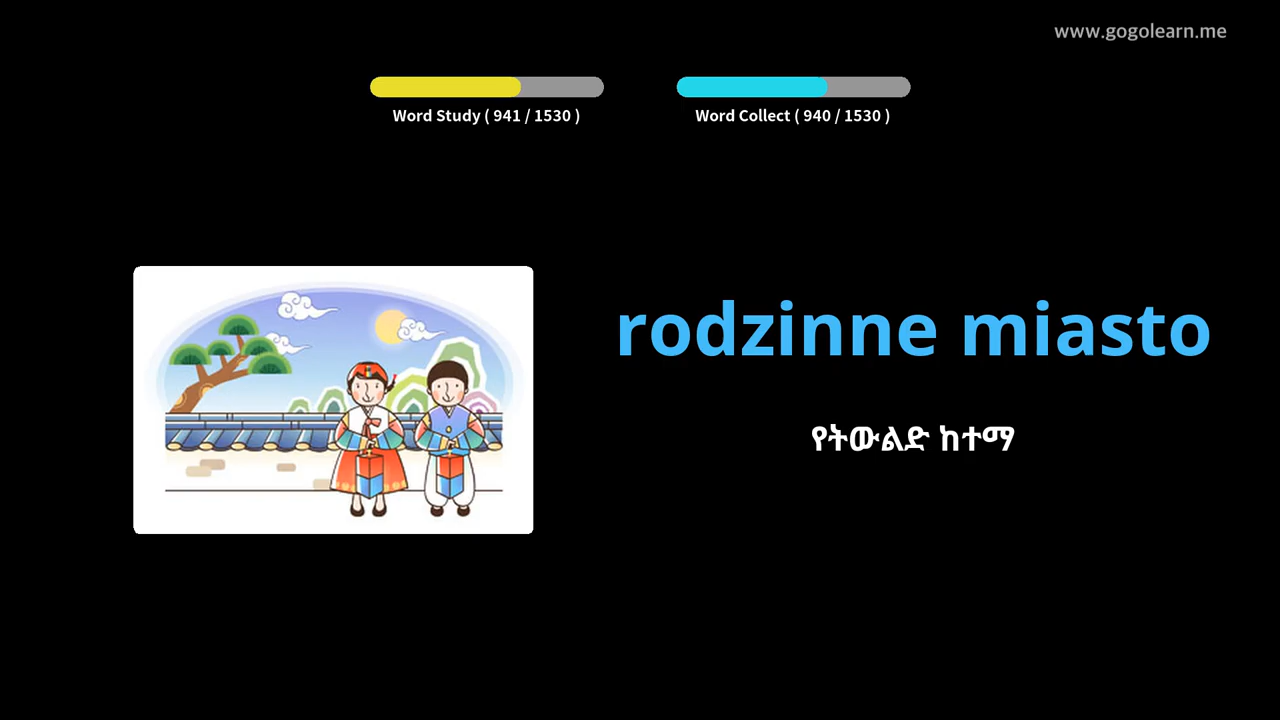 www.gogolearn.me
Word Study ( 941 / 1530 )
Word Collect ( 940 / 1530 )
rodzinne miasto
የትውልድ ከተማ